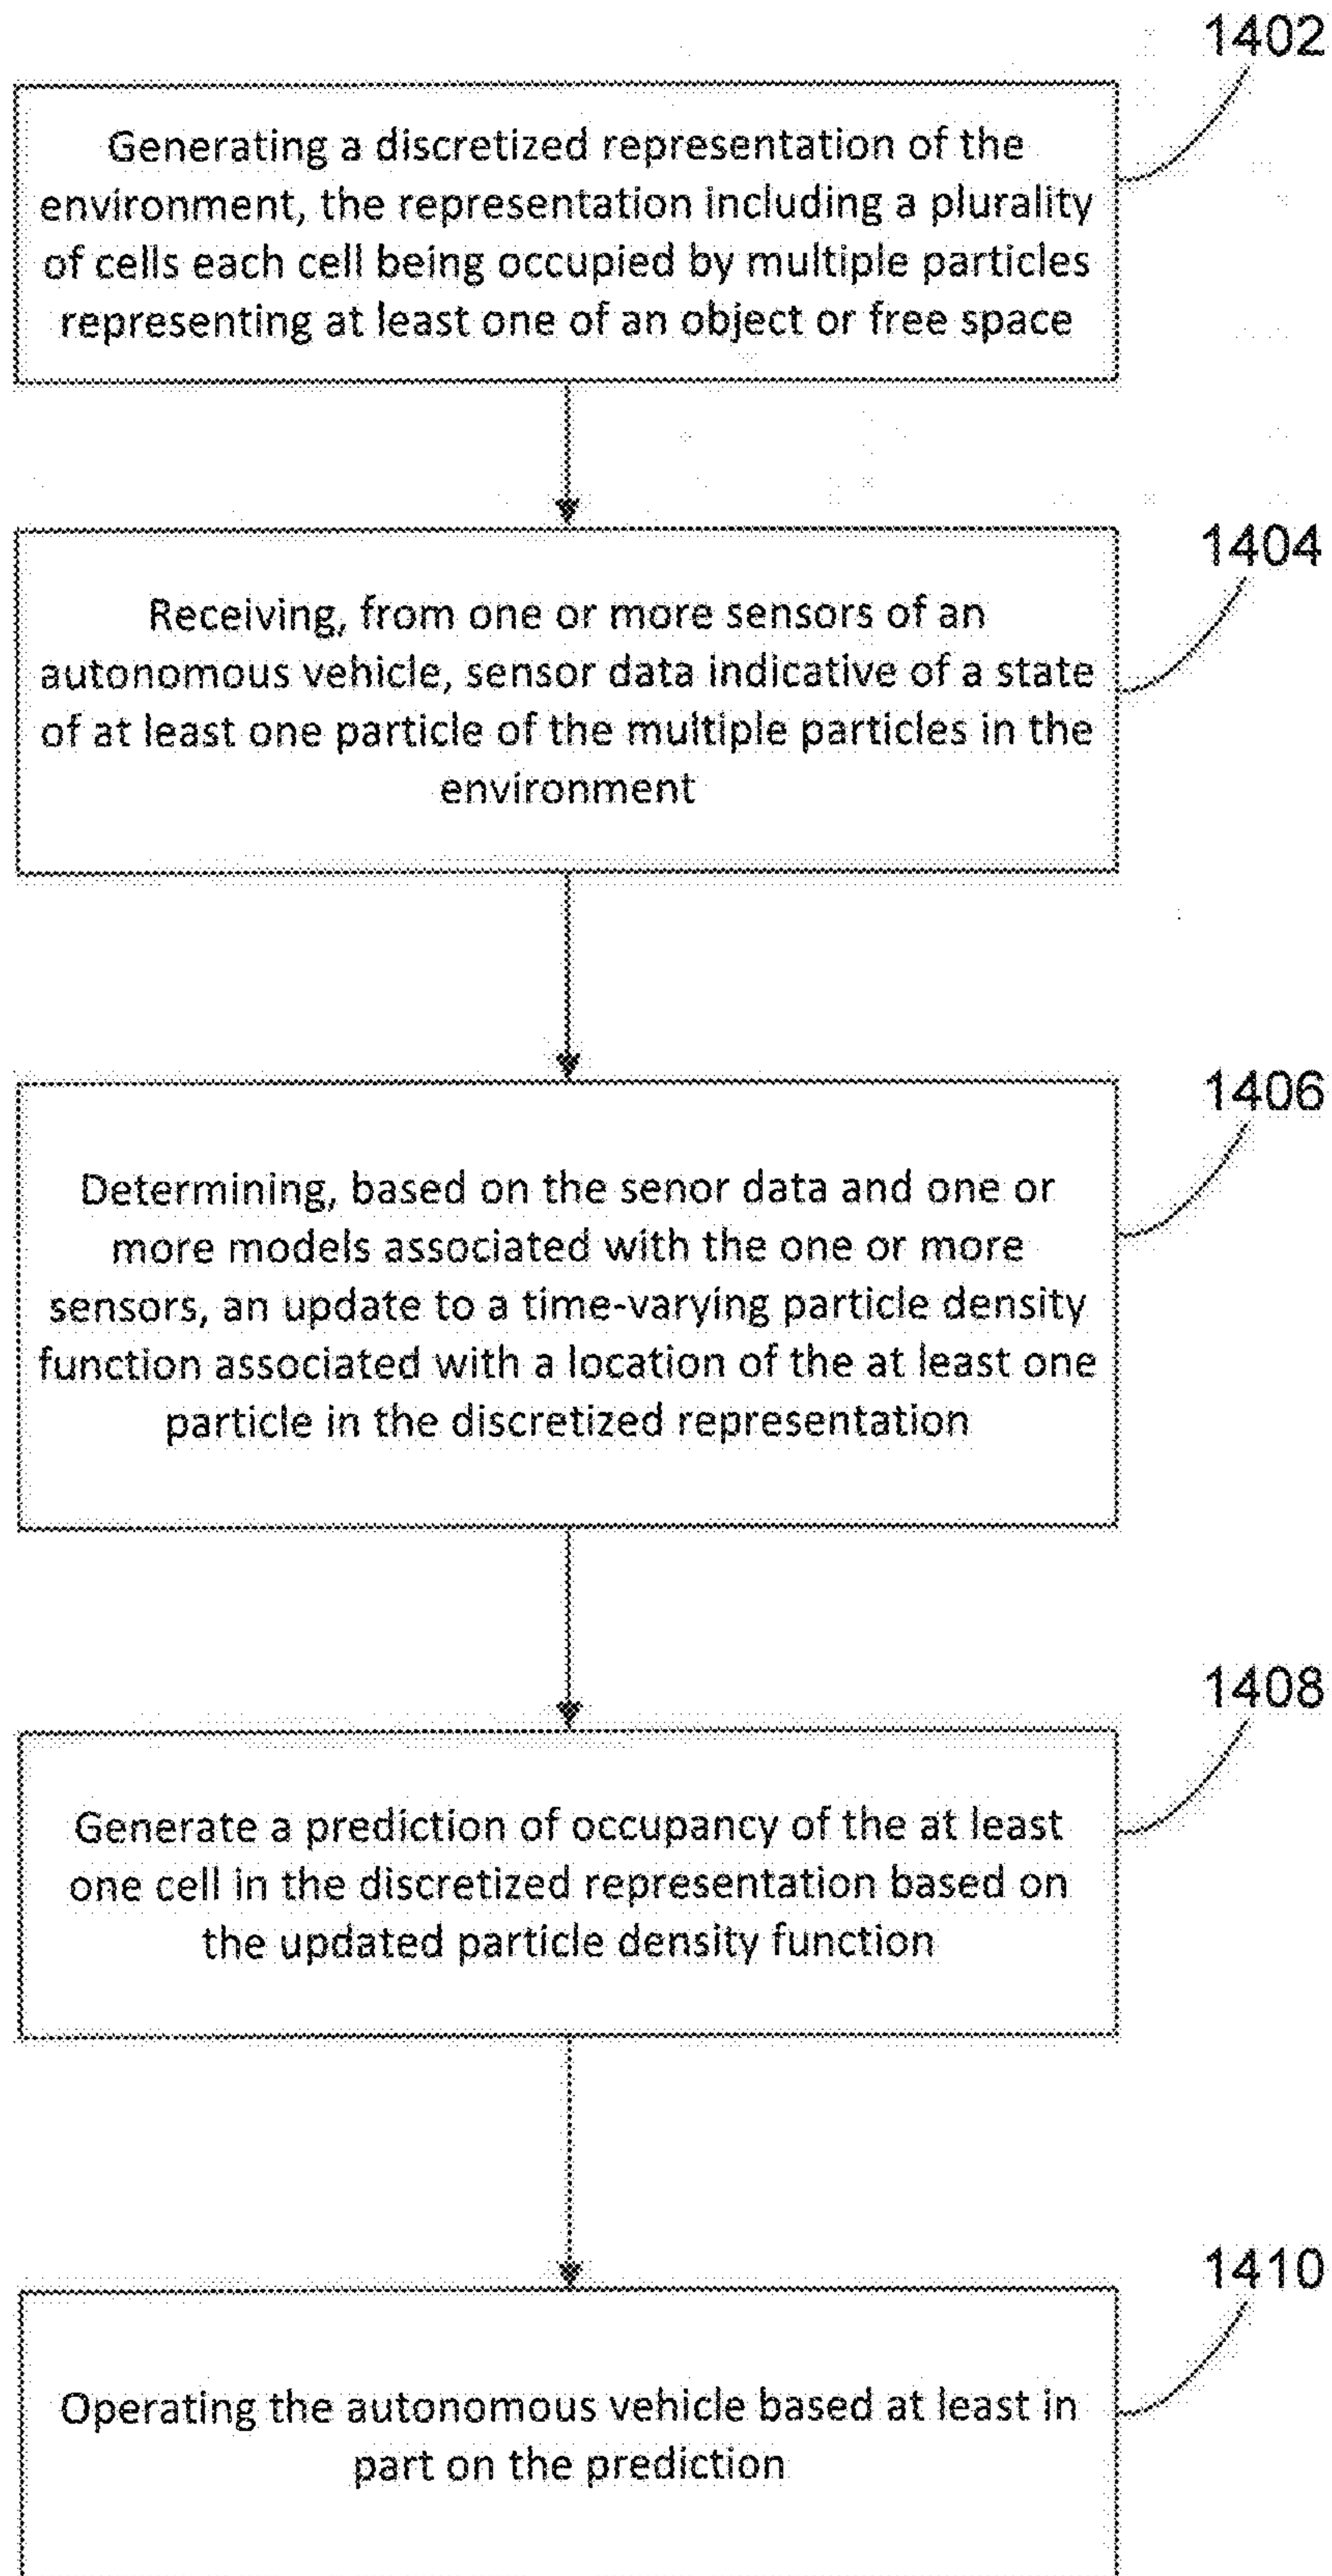 1402
Generating a discretized representation of the
environment, the representation including a plurality
of cells each cell being occupied by multiple particles
representing at least one of an object or free space
1404
Receiving, from one or more sensors of an
autonomous vehicle, sensor data indicative of a state
of at least one particle of the multiple particles in the
environment
1406
Determining, based on the senor data and one or
more models associated with the one or more
sensors, an update to a time-varying particle density
function associated with a location of the at least one
particle in the discretized representation
1408
Generate a prediction of occupancy of the at least
one cell in the discretized representation based on
the updated particle density function
1410
Operating the autonomous vehicle based at least in
part on the prediction